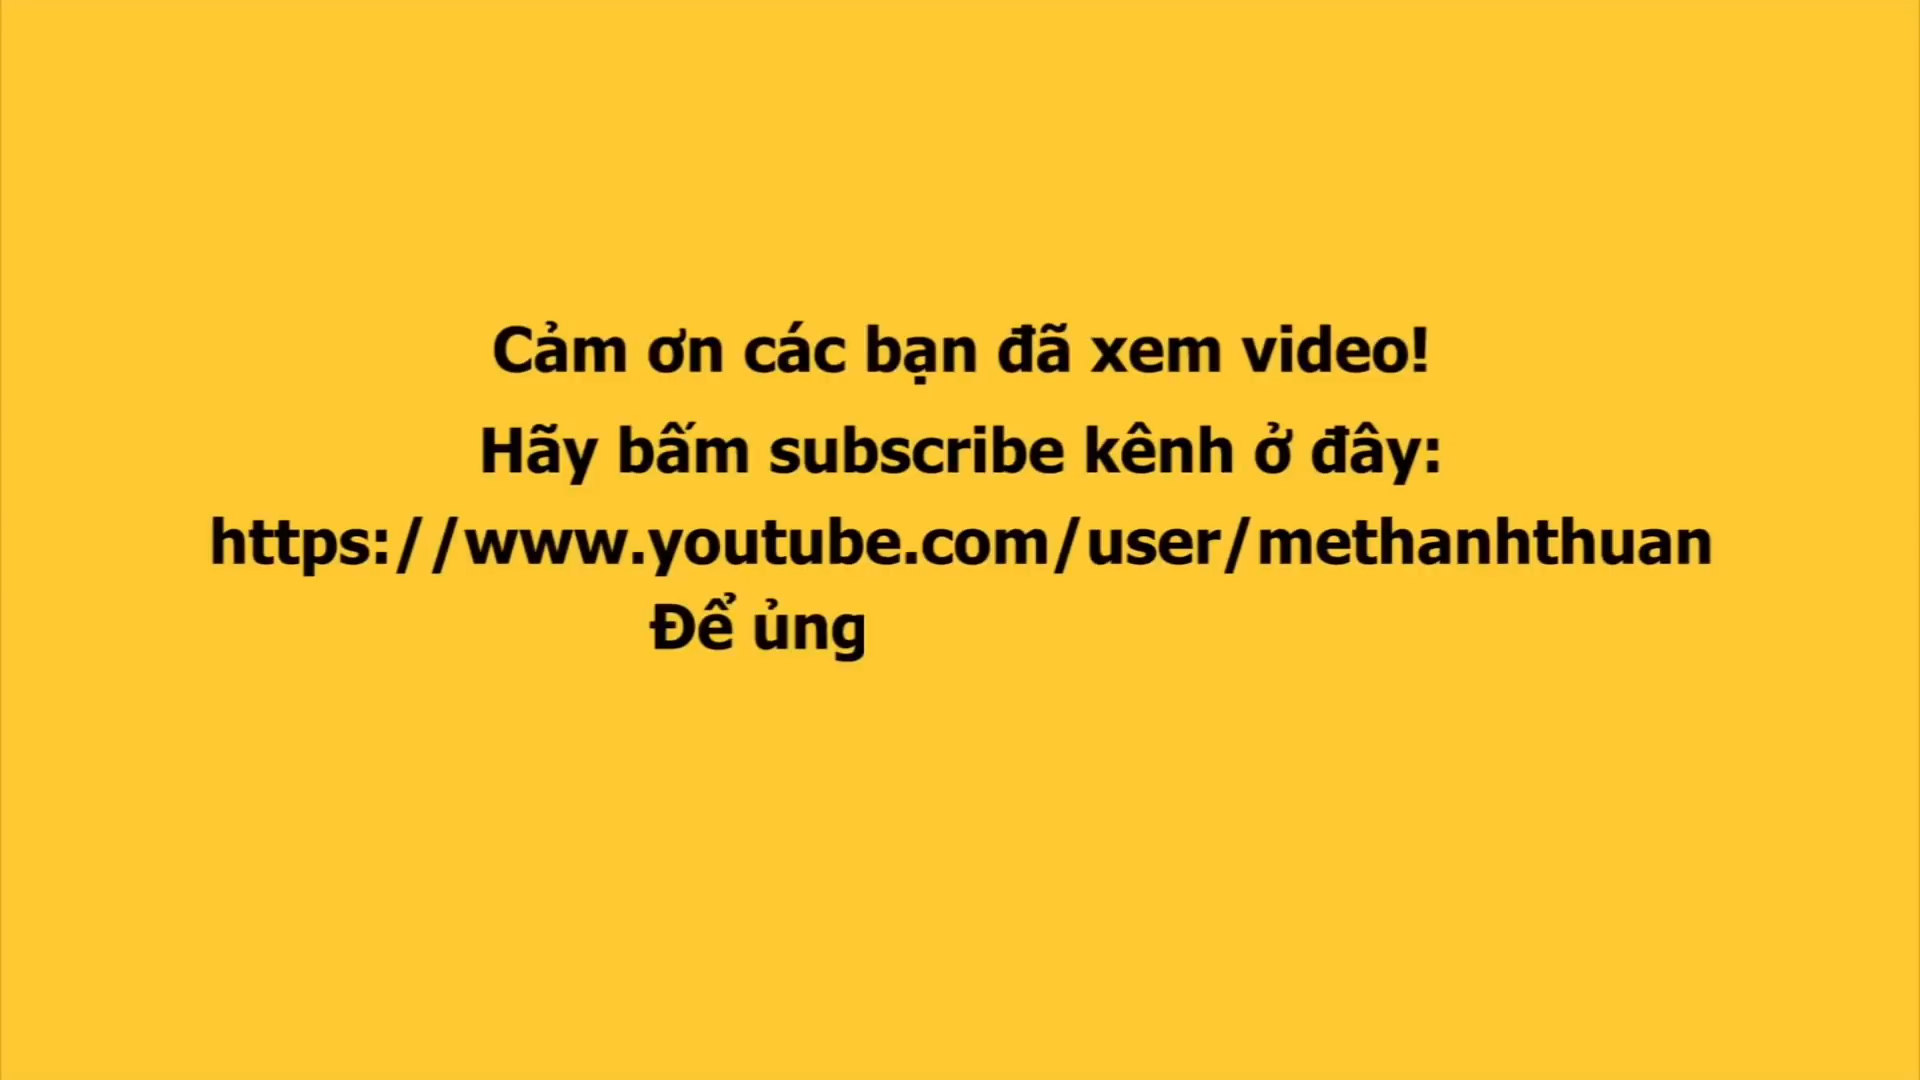 Cảm ơn các bạn đã xem video!
Hãy bấm subscribe kênh ở đây:
https://www.youtube.com/user/methanhthuan
Để ủng